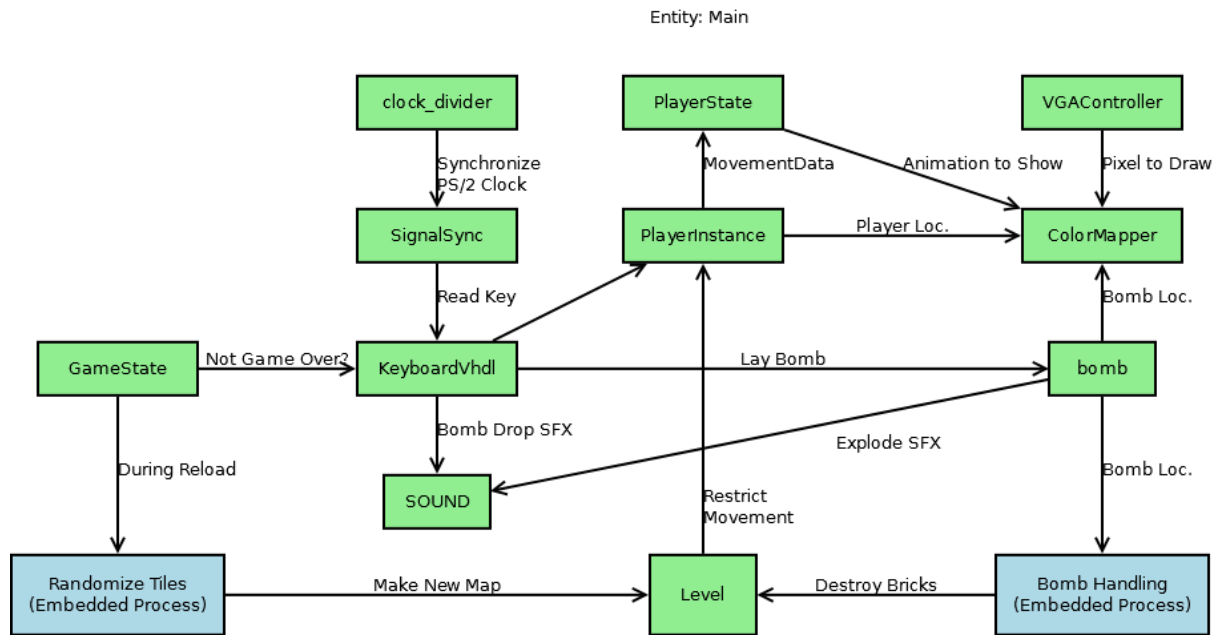 Entity: Main
clock_divider
PlayerState
VGAController
Synchronize
PS/2 Clock
MovementData
Animation to Show
Pixel to Draw
SignalSync
PlayerInstance
Player Loc.
ColorMapper
Read Key
Bomb Loc.
GameState
Not Game Over?
KeyboardVhdl
Lay Bomb
bomb
Bomb Drop SFX
Explode SFX
During Reload
Bomb Loc.
SOUND
Restrict
Movement
Randomize Tiles
(Embedded Process)
Make New Map
Level
Destroy Bricks
Bomb Handling
(Embedded Process)